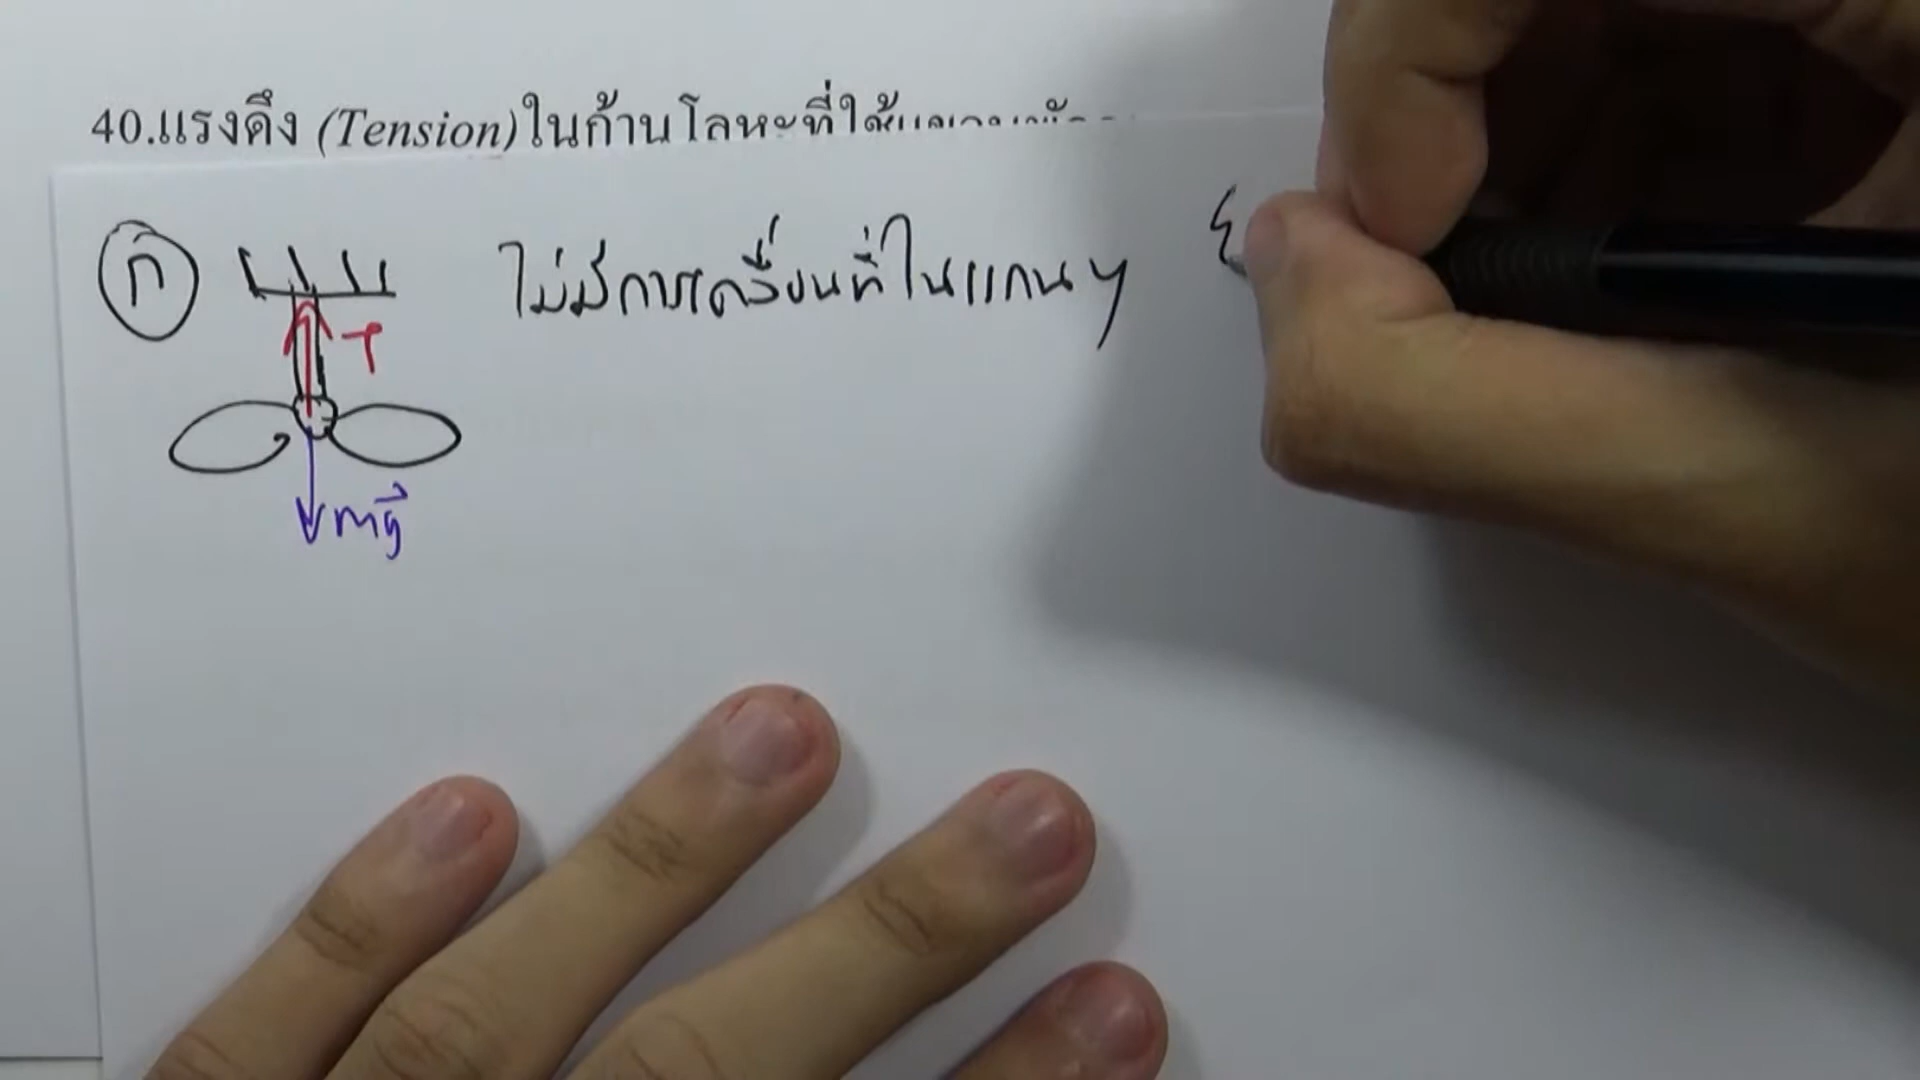 40.แรงดึง (Tension)ในก้านโลหะที่ใช้
ก ไม่มีการเคลื่อนที่ในแกน y Σ
T
mg⃗